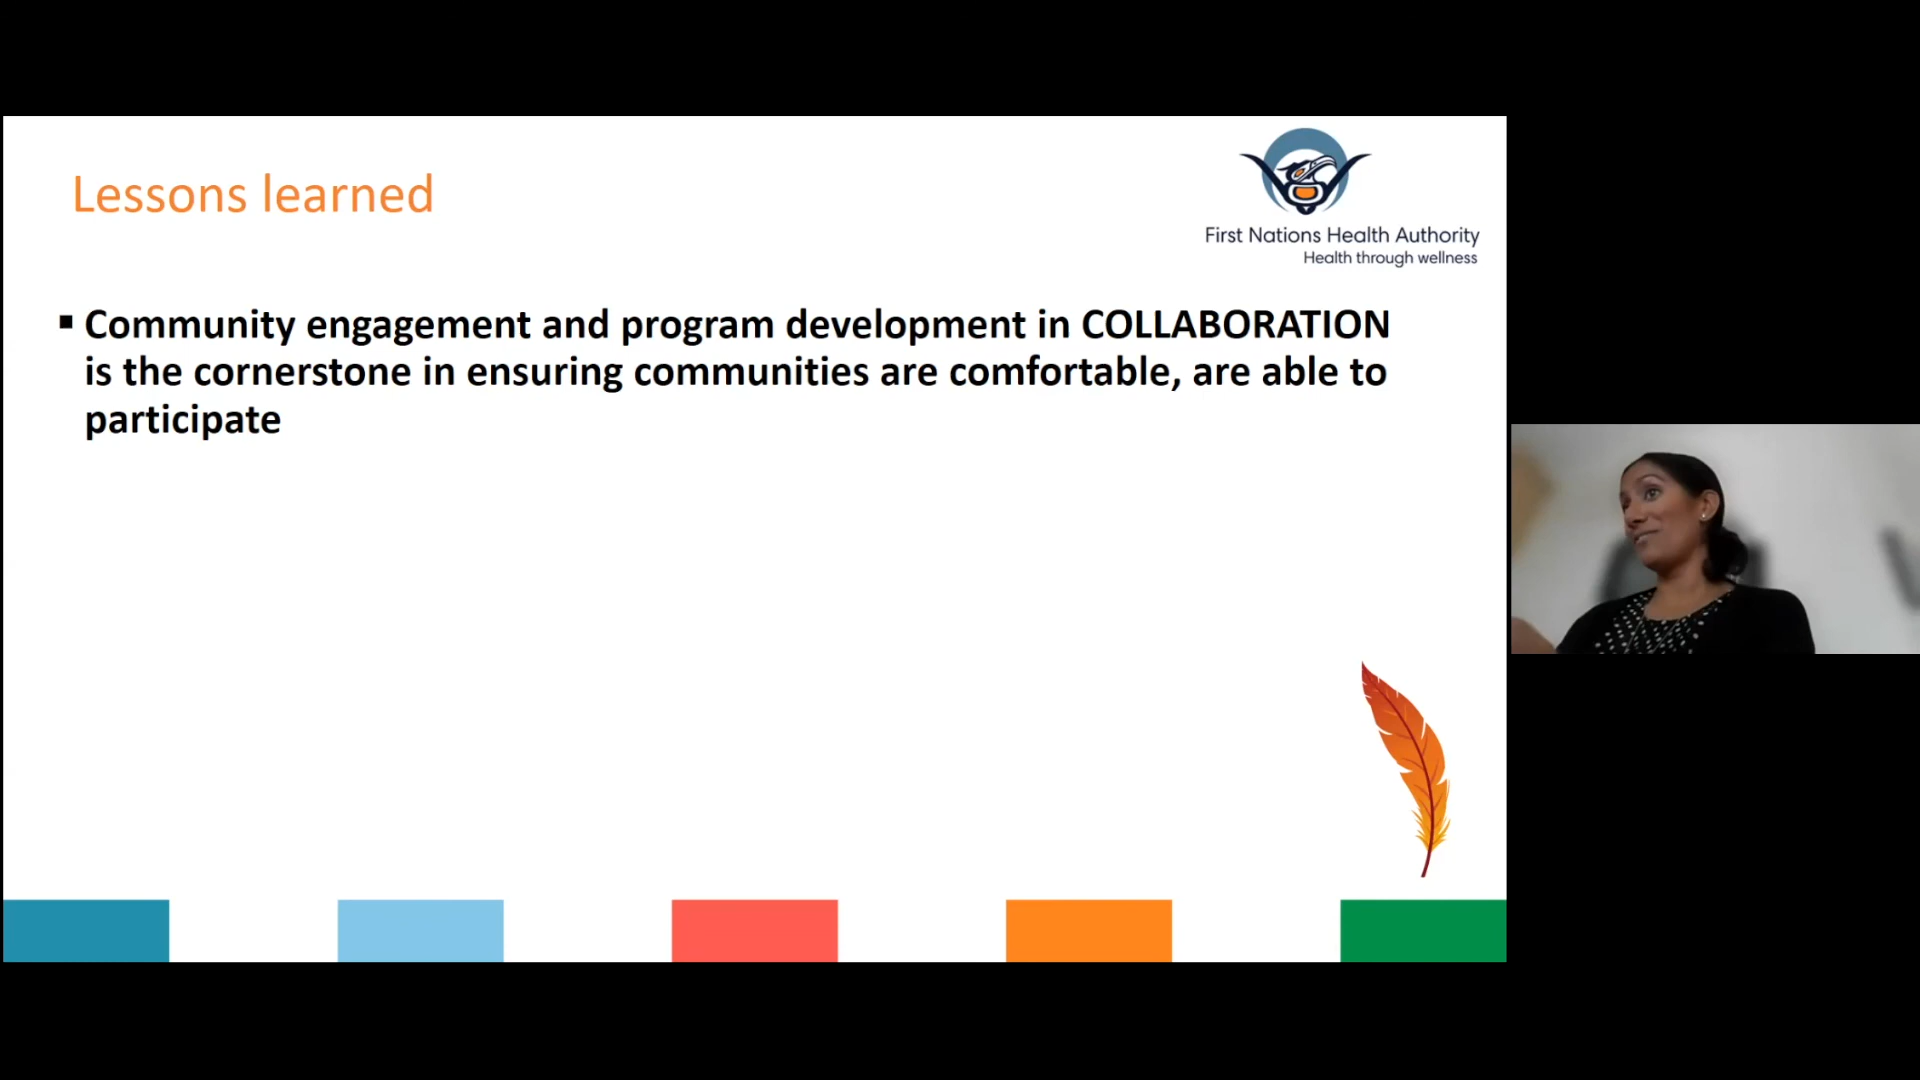 Lessons learned
First Nations Health Authority
Health through wellness
▪ Community engagement and program development in COLLABORATION
is the cornerstone in ensuring communities are comfortable, are able to
participate